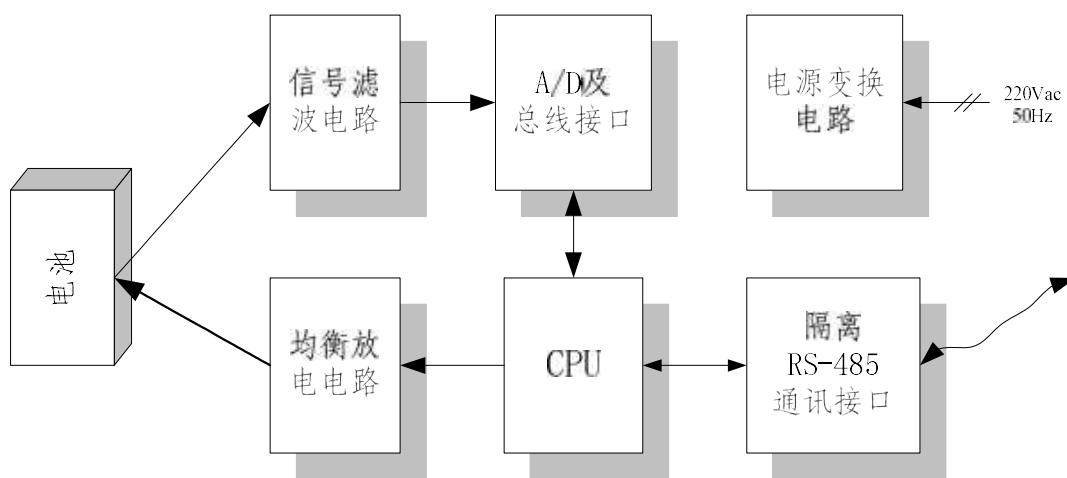 信号滤
波电路
A/D及
总线接口
电源变换
电路
220Vac
50Hz
电池
均衡放
电电路
CPU
隔离
RS-485
通讯接口